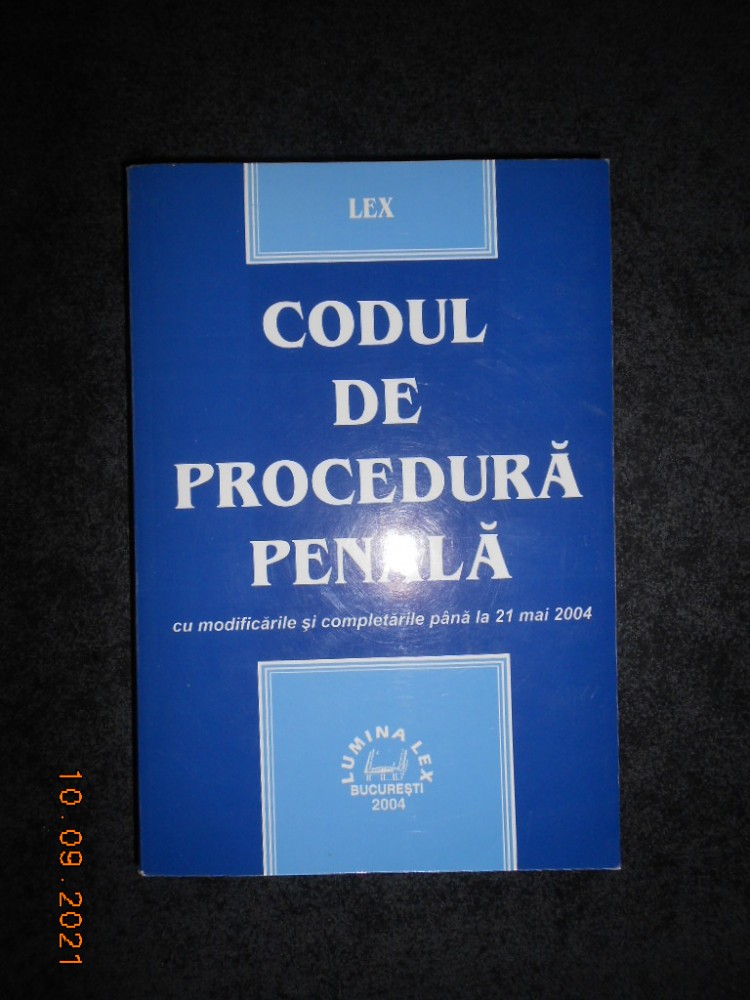 LEX
CODUL
DE
PROCEDURĂ
PENALĂ
cu modificările şi completările până la 21 mai 2004
LUMINA LEX
BUCUREŞTI
2004
10.09.2021